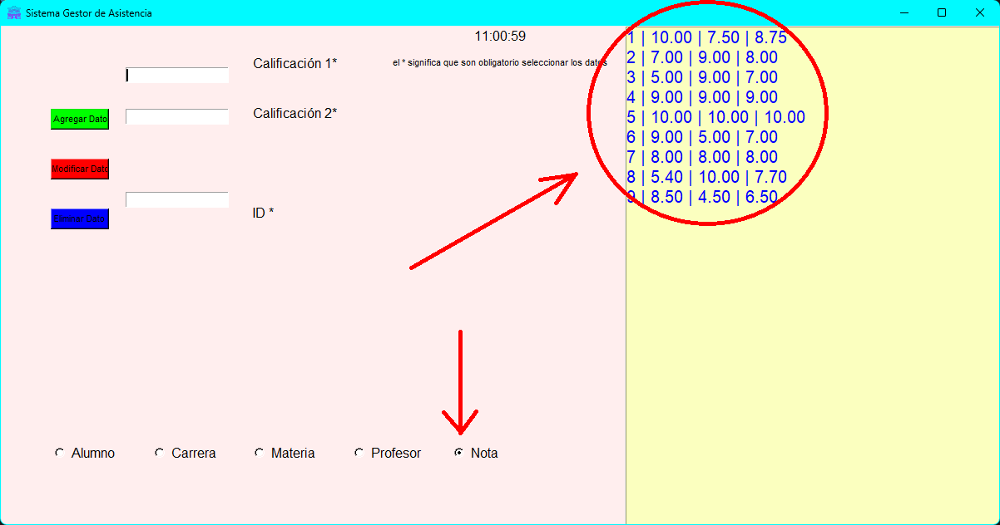 Sistema Gestor de Asistencia
11:00:59
Calificación 1*
el * significa que son obligatorio seleccionar los datos
Agregar Dato
Calificación 2*
Modificar Dato
ID *
Eliminar Dato
1 | 10.00 | 7.50 | 8.75
2 | 7.00 | 9.00 | 8.00
3 | 5.00 | 9.00 | 7.00
4 | 9.00 | 9.00 | 9.00
5 | 10.00 | 10.00 | 10.00
6 | 9.00 | 5.00 | 7.00
7 | 8.00 | 8.00 | 8.00
8 | 5.40 | 10.00 | 7.70
9 | 8.50 | 4.50 | 6.50
Alumno
Carrera
Materia
Profesor
Nota